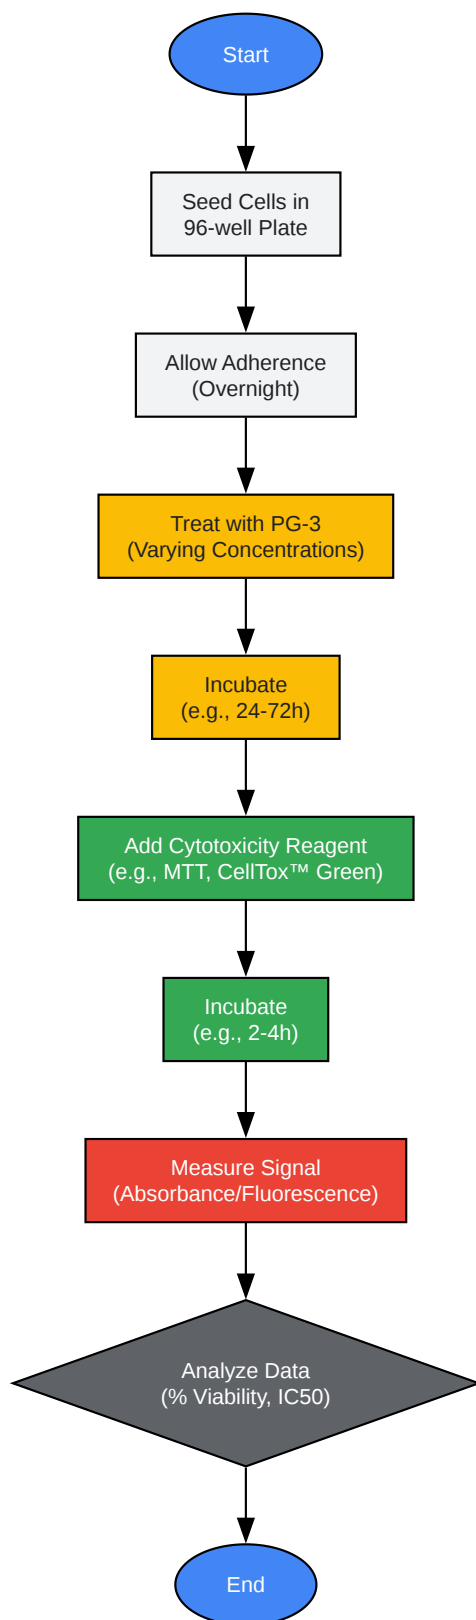 Start
Seed Cells in
96-well Plate
Allow Adherence
(Overnight)
Treat with PG-3
(Varying Concentrations)
Incubate
(e.g., 24-72h)
Add Cytotoxicity Reagent
(e.g., MTT, CellTox™ Green)
Incubate
(e.g., 2-4h)
Measure Signal
(Absorbance/Fluorescence)
Analyze Data
(% Viability, IC50)
End